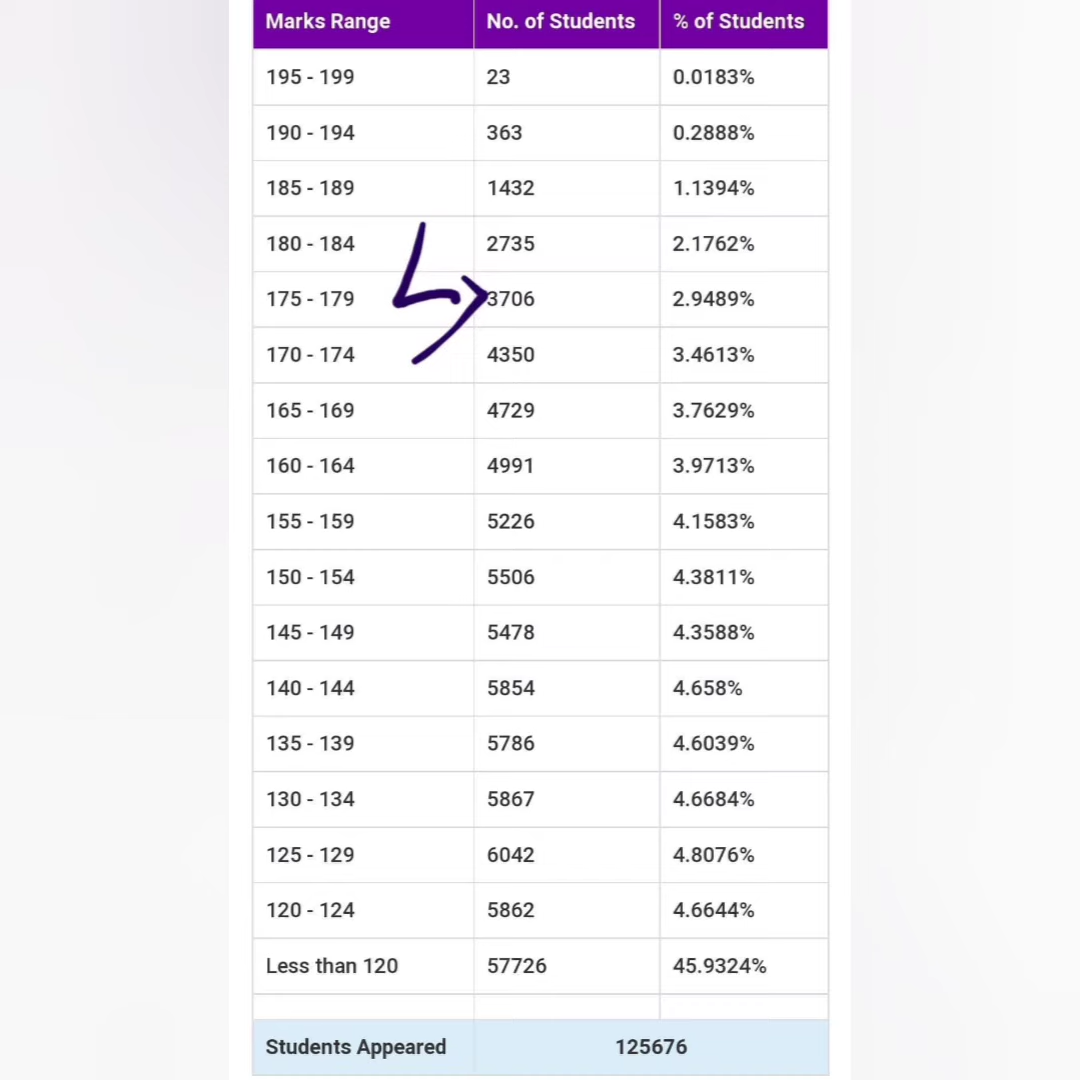 Marks Range No. of Students % of Students
195 - 199 23 0.0183%
190 - 194 363 0.2888%
185 - 189 1432 1.1394%
180 - 184 2735 2.1762%
175 - 179 3706 2.9489%
170 - 174 4350 3.4613%
165 - 169 4729 3.7629%
160 - 164 4991 3.9713%
155 - 159 5226 4.1583%
150 - 154 5506 4.3811%
145 - 149 5478 4.3588%
140 - 144 5854 4.658%
135 - 139 5786 4.6039%
130 - 134 5867 4.6684%
125 - 129 6042 4.8076%
120 - 124 5862 4.6644%
Less than 120 57726 45.9324%
Students Appeared 125676